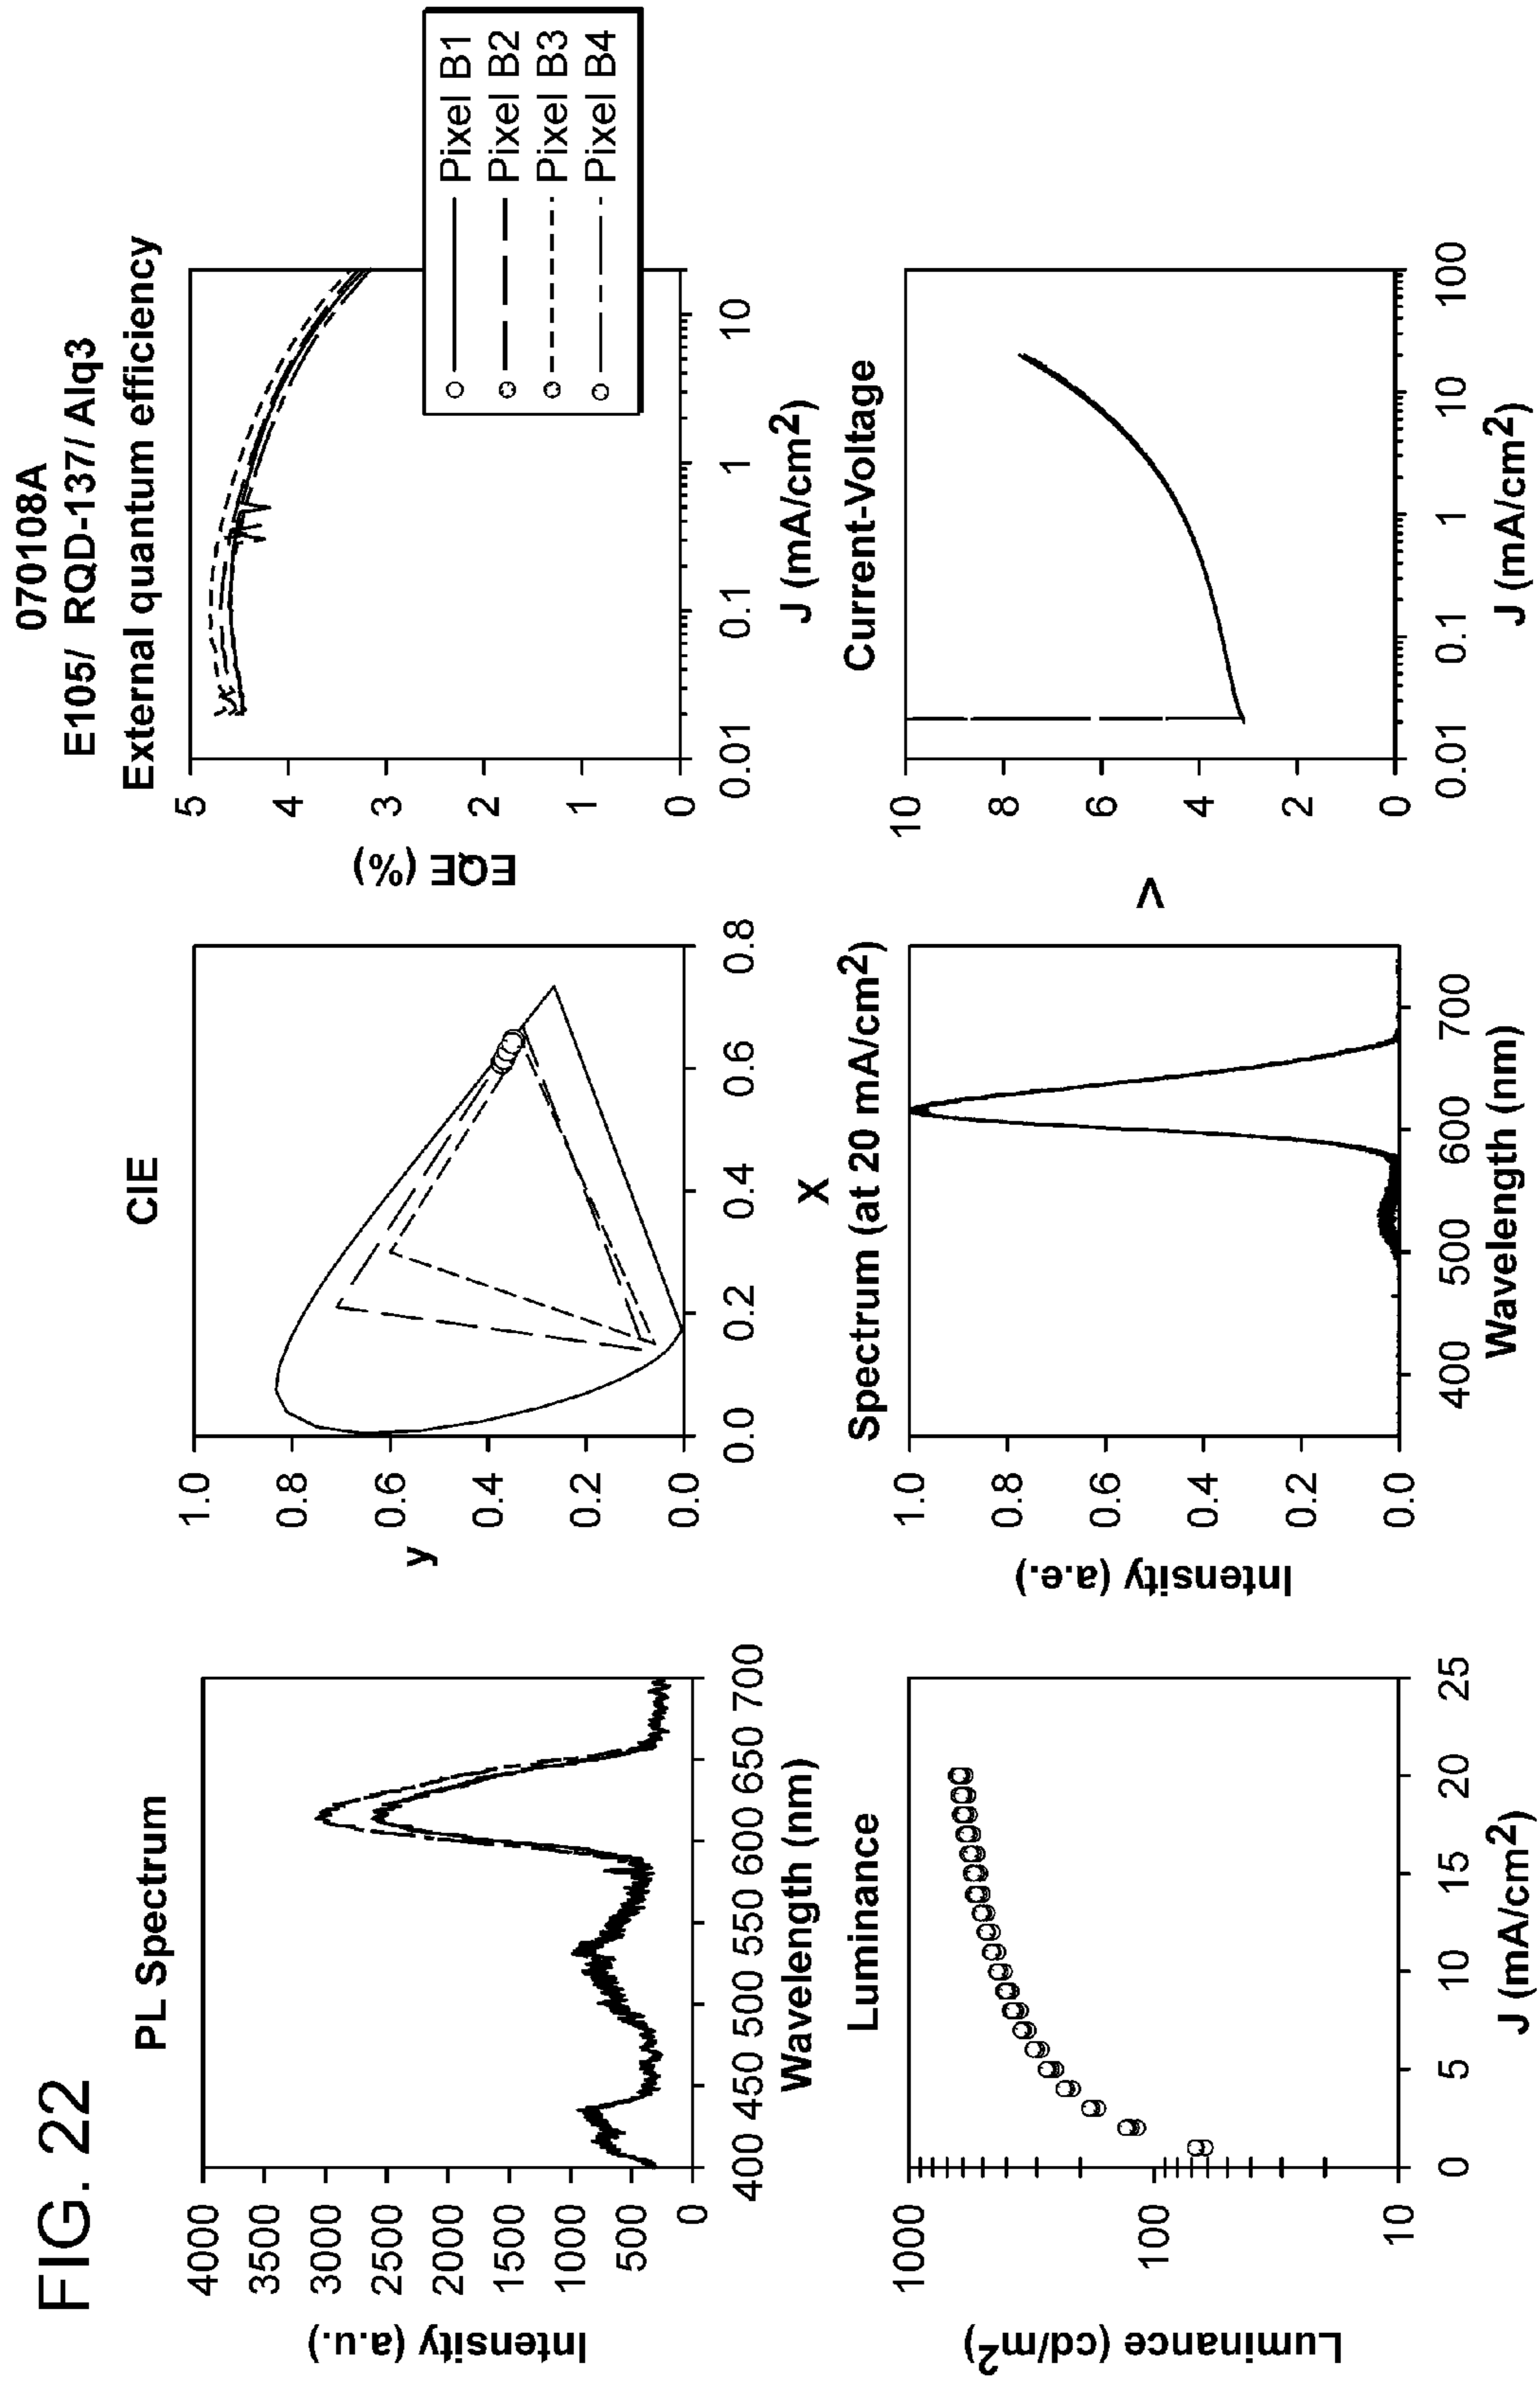 FIG. 22
070108A
E105/ RQD-137/ Alq3
PL Spectrum
Intensity (a.u.)
4000
3500
3000
2500
2000
1500
1000
500
0
400 450 500 550 600 650 700
Wavelength (nm)
CIE
y
1.0
0.8
0.6
0.4
0.2
0.0
0.0 0.2 0.4 0.6 0.8
X
External quantum efficiency
EQE (%)
5
4
3
2
1
0
0.01 0.1 1 10
J (mA/cm²)
Pixel B1
Pixel B2
Pixel B3
Pixel B4
Luminance
Luminance (cd/m²)
1000
100
10
0 5 10 15 20 25
J (mA/cm²)
Spectrum (at 20 mA/cm²)
Intensity (a.e.)
1.0
0.8
0.6
0.4
0.2
0.0
400 500 600 700
Wavelength (nm)
Current-Voltage
V
10
8
6
4
2
0
0.01 0.1 1 10 100
J (mA/cm²)